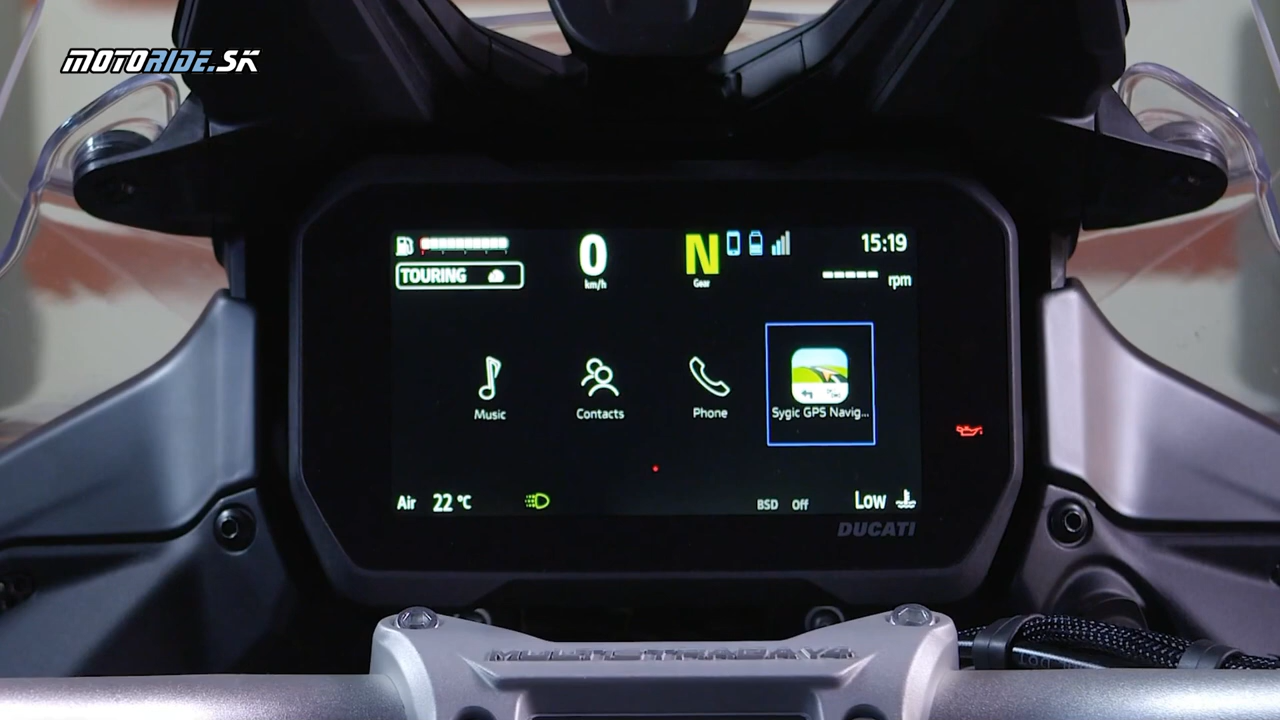 MOTORIDE.SK
0
km/h
N
Gear
15:19
TOURING
rpm
Music
Contacts
Phone
Sygic GPS Navig...
Air 22 °C
BSD Off
Low
DUCATI
MULTISTRADA V4